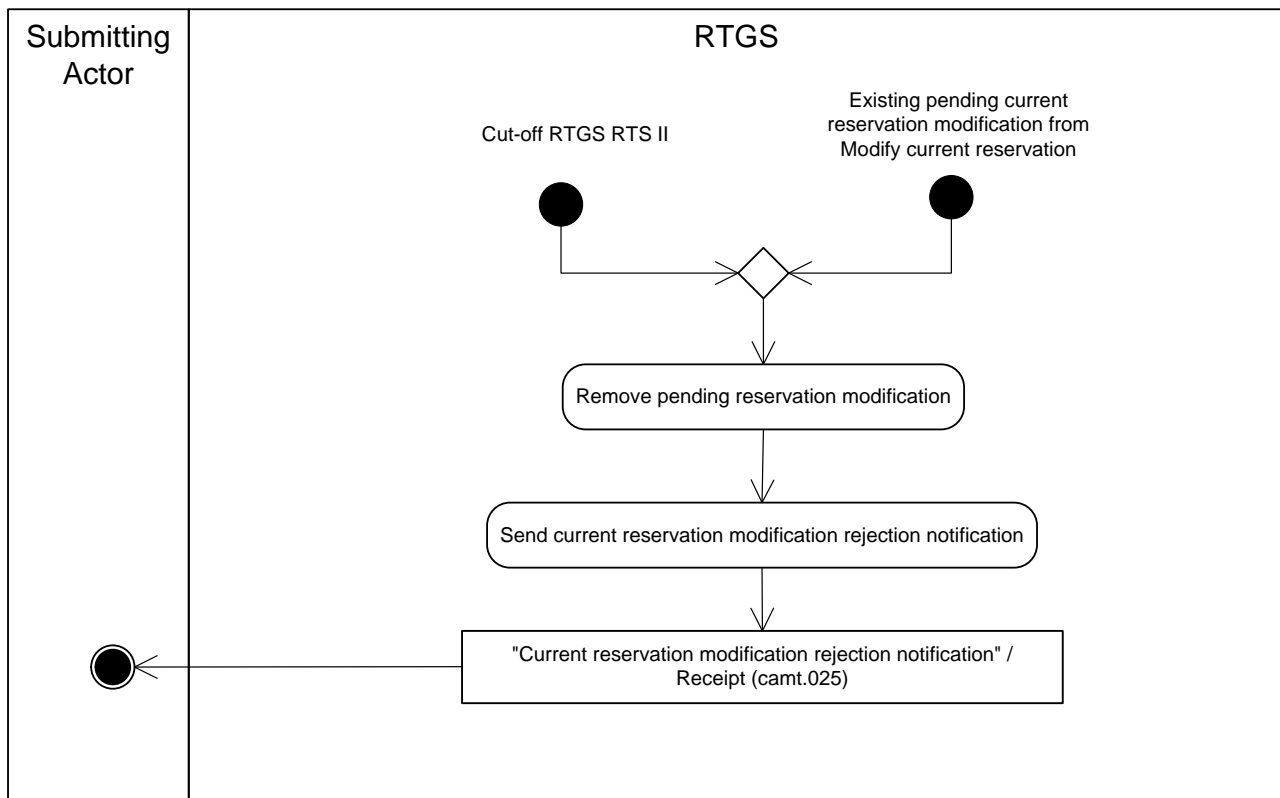 Submitting
Actor
RTGS
Cut-off RTGS RTS II
Existing pending current
reservation modification from
Modify current reservation
Remove pending reservation modification
Send current reservation modification rejection notification
"Current reservation modification rejection notification" /
Receipt (camt.025)